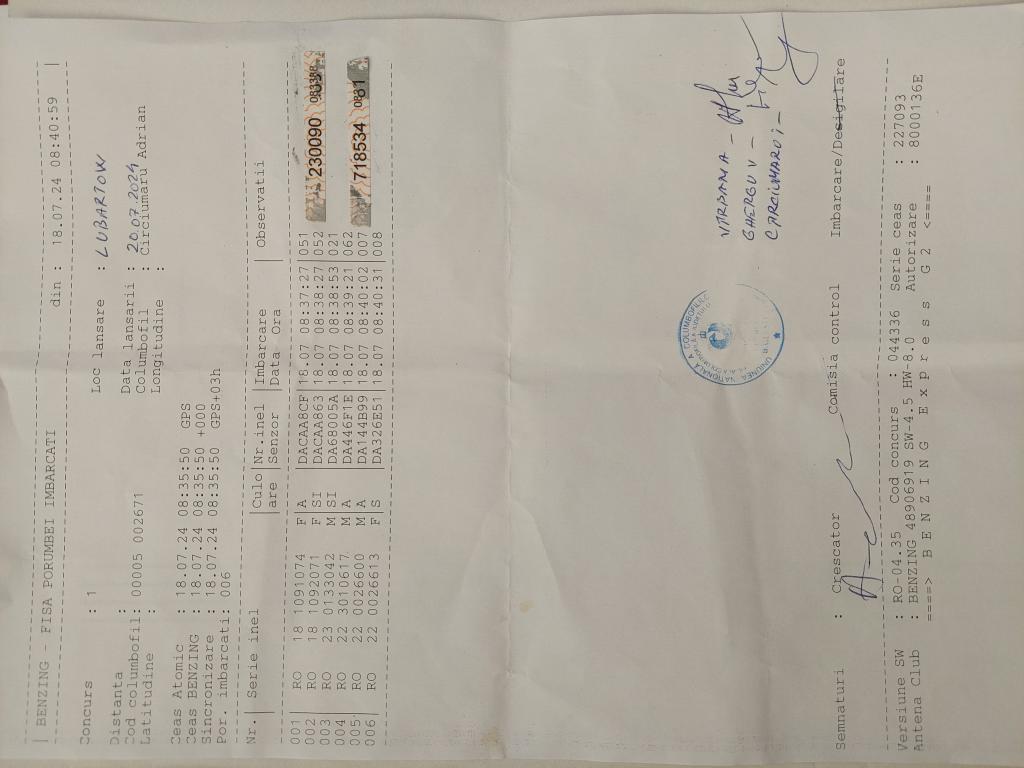 | BENZING - FISA PORUMBEI IMBARCATI din : 18.07.24 08:40:59 |
Concurs : 1 Loc lansare : LUBARTOW
Distanta : Data lansarii : 20.07.2024
Cod columbofil: 00005 002671 Columbofil : Circiumaru Adrian
Latitudine : Longitudine :
Ceas Atomic : 18.07.24 08:35:50 GPS
Ceas BENZING : 18.07.24 08:35:50 +000
Sincronizare : 18.07.24 08:35:50 GPS+03h
Por. imbarcati: 006
Nr.| Serie inel |Culo|Nr.inel |Imbarcare | Observatii
|are |Senzor |Data Ora |
001| RO 18 1091074 F|A |DACAA8CF|18.07 08:37:27|051
002| RO 18 1092071 F|SI |DACAA863|18.07 08:38:27|052
003| RO 23 0133042 M|SI |DA68005A|18.07 08:38:53|021
004| RO 22 3010617 M|A |DA446F1E|18.07 08:39:21|062
005| RO 22 0026600 M|A |DA144B99|18.07 08:40:02|007
006| RO 22 0026613 F|S |DA326E51|18.07 08:40:31|008
230090
718534 0881
UNIUNEA NATIONALA A COLUMBOFILILOR
GHERGU V -
Semnaturi : Crescator Comisia control Imbarcare/Desigilare
Versiune SW : RO-04.35 Cod concurs : 044336 Serie ceas : 227093
Antena Club : BENZING 48906919 SW-4.5 HW-8.0 Autorizare : 8000136E
====> B E N Z I N G E x p r e s s G 2 <====